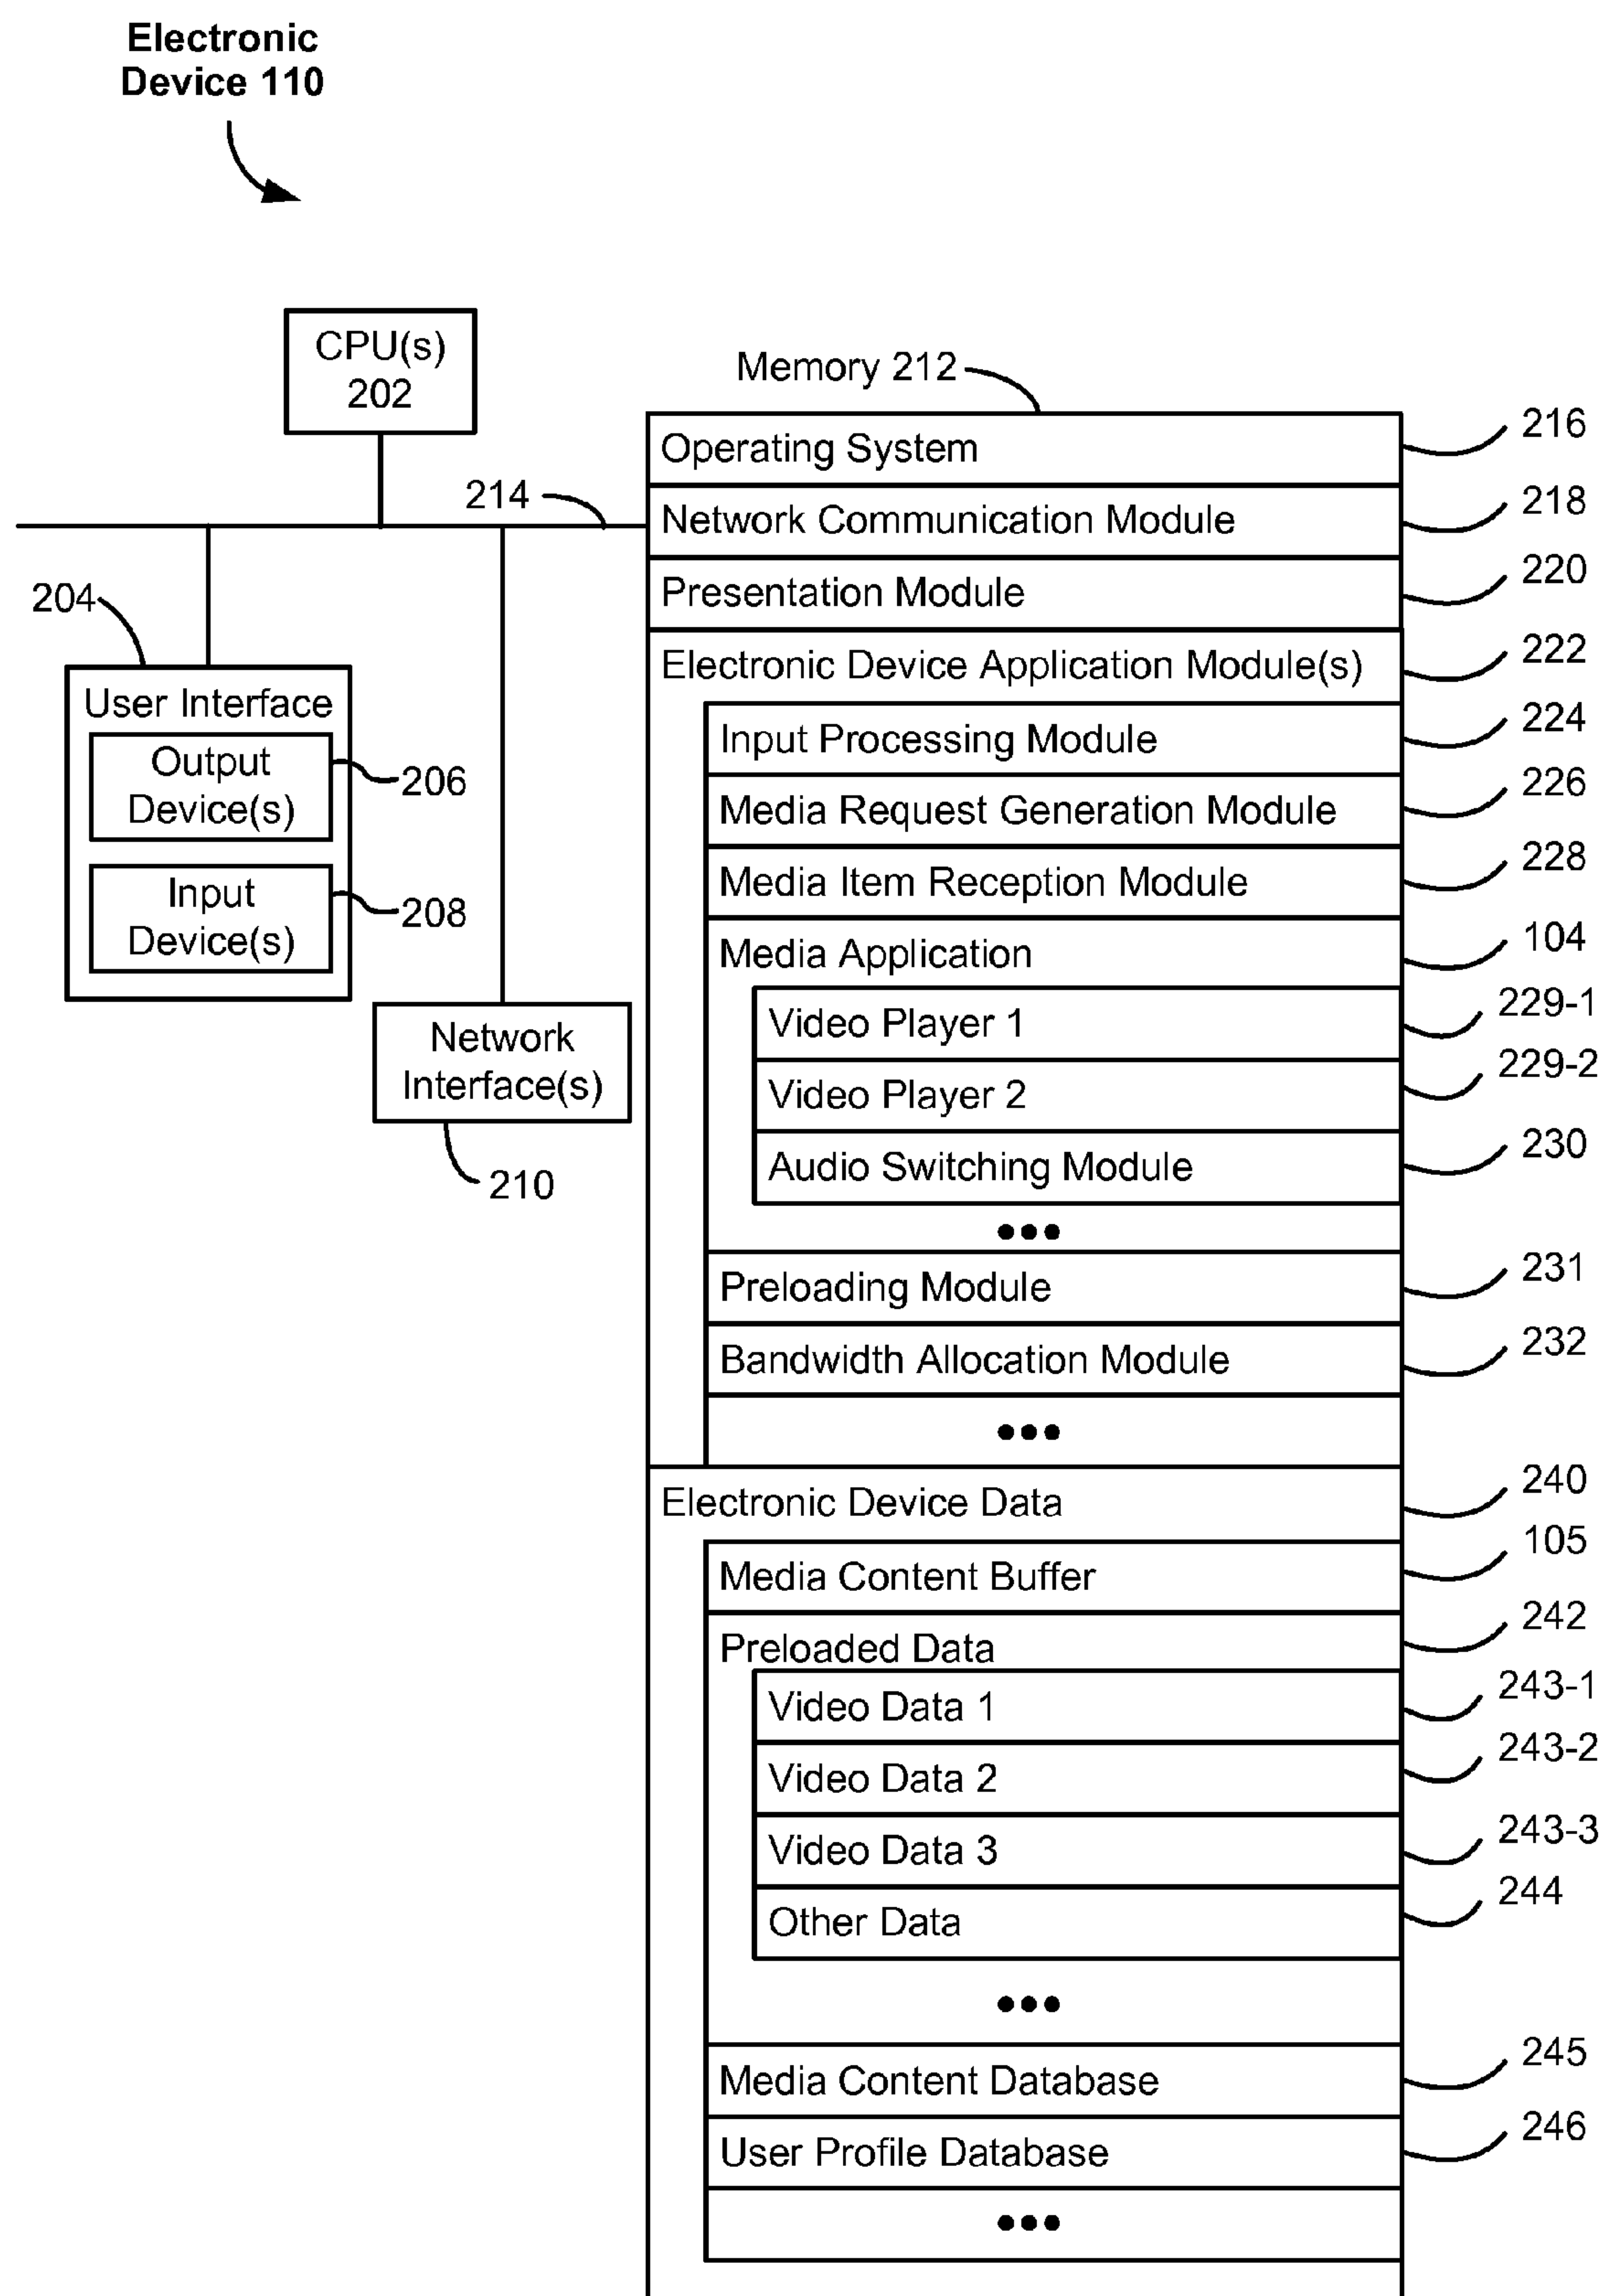 Electronic
Device 110
CPU(s)
202
Memory 212
214
204
User Interface
Output
Device(s)
206
Input
Device(s)
208
Network
Interface(s)
210
Operating System 216
Network Communication Module 218
Presentation Module 220
Electronic Device Application Module(s) 222
Input Processing Module 224
Media Request Generation Module 226
Media Item Reception Module 228
Media Application 104
Video Player 1 229-1
Video Player 2 229-2
Audio Switching Module 230
•••
Preloading Module 231
Bandwidth Allocation Module 232
•••
Electronic Device Data 240
Media Content Buffer 105
Preloaded Data 242
Video Data 1 243-1
Video Data 2 243-2
Video Data 3 243-3
Other Data 244
•••
Media Content Database 245
User Profile Database 246
•••